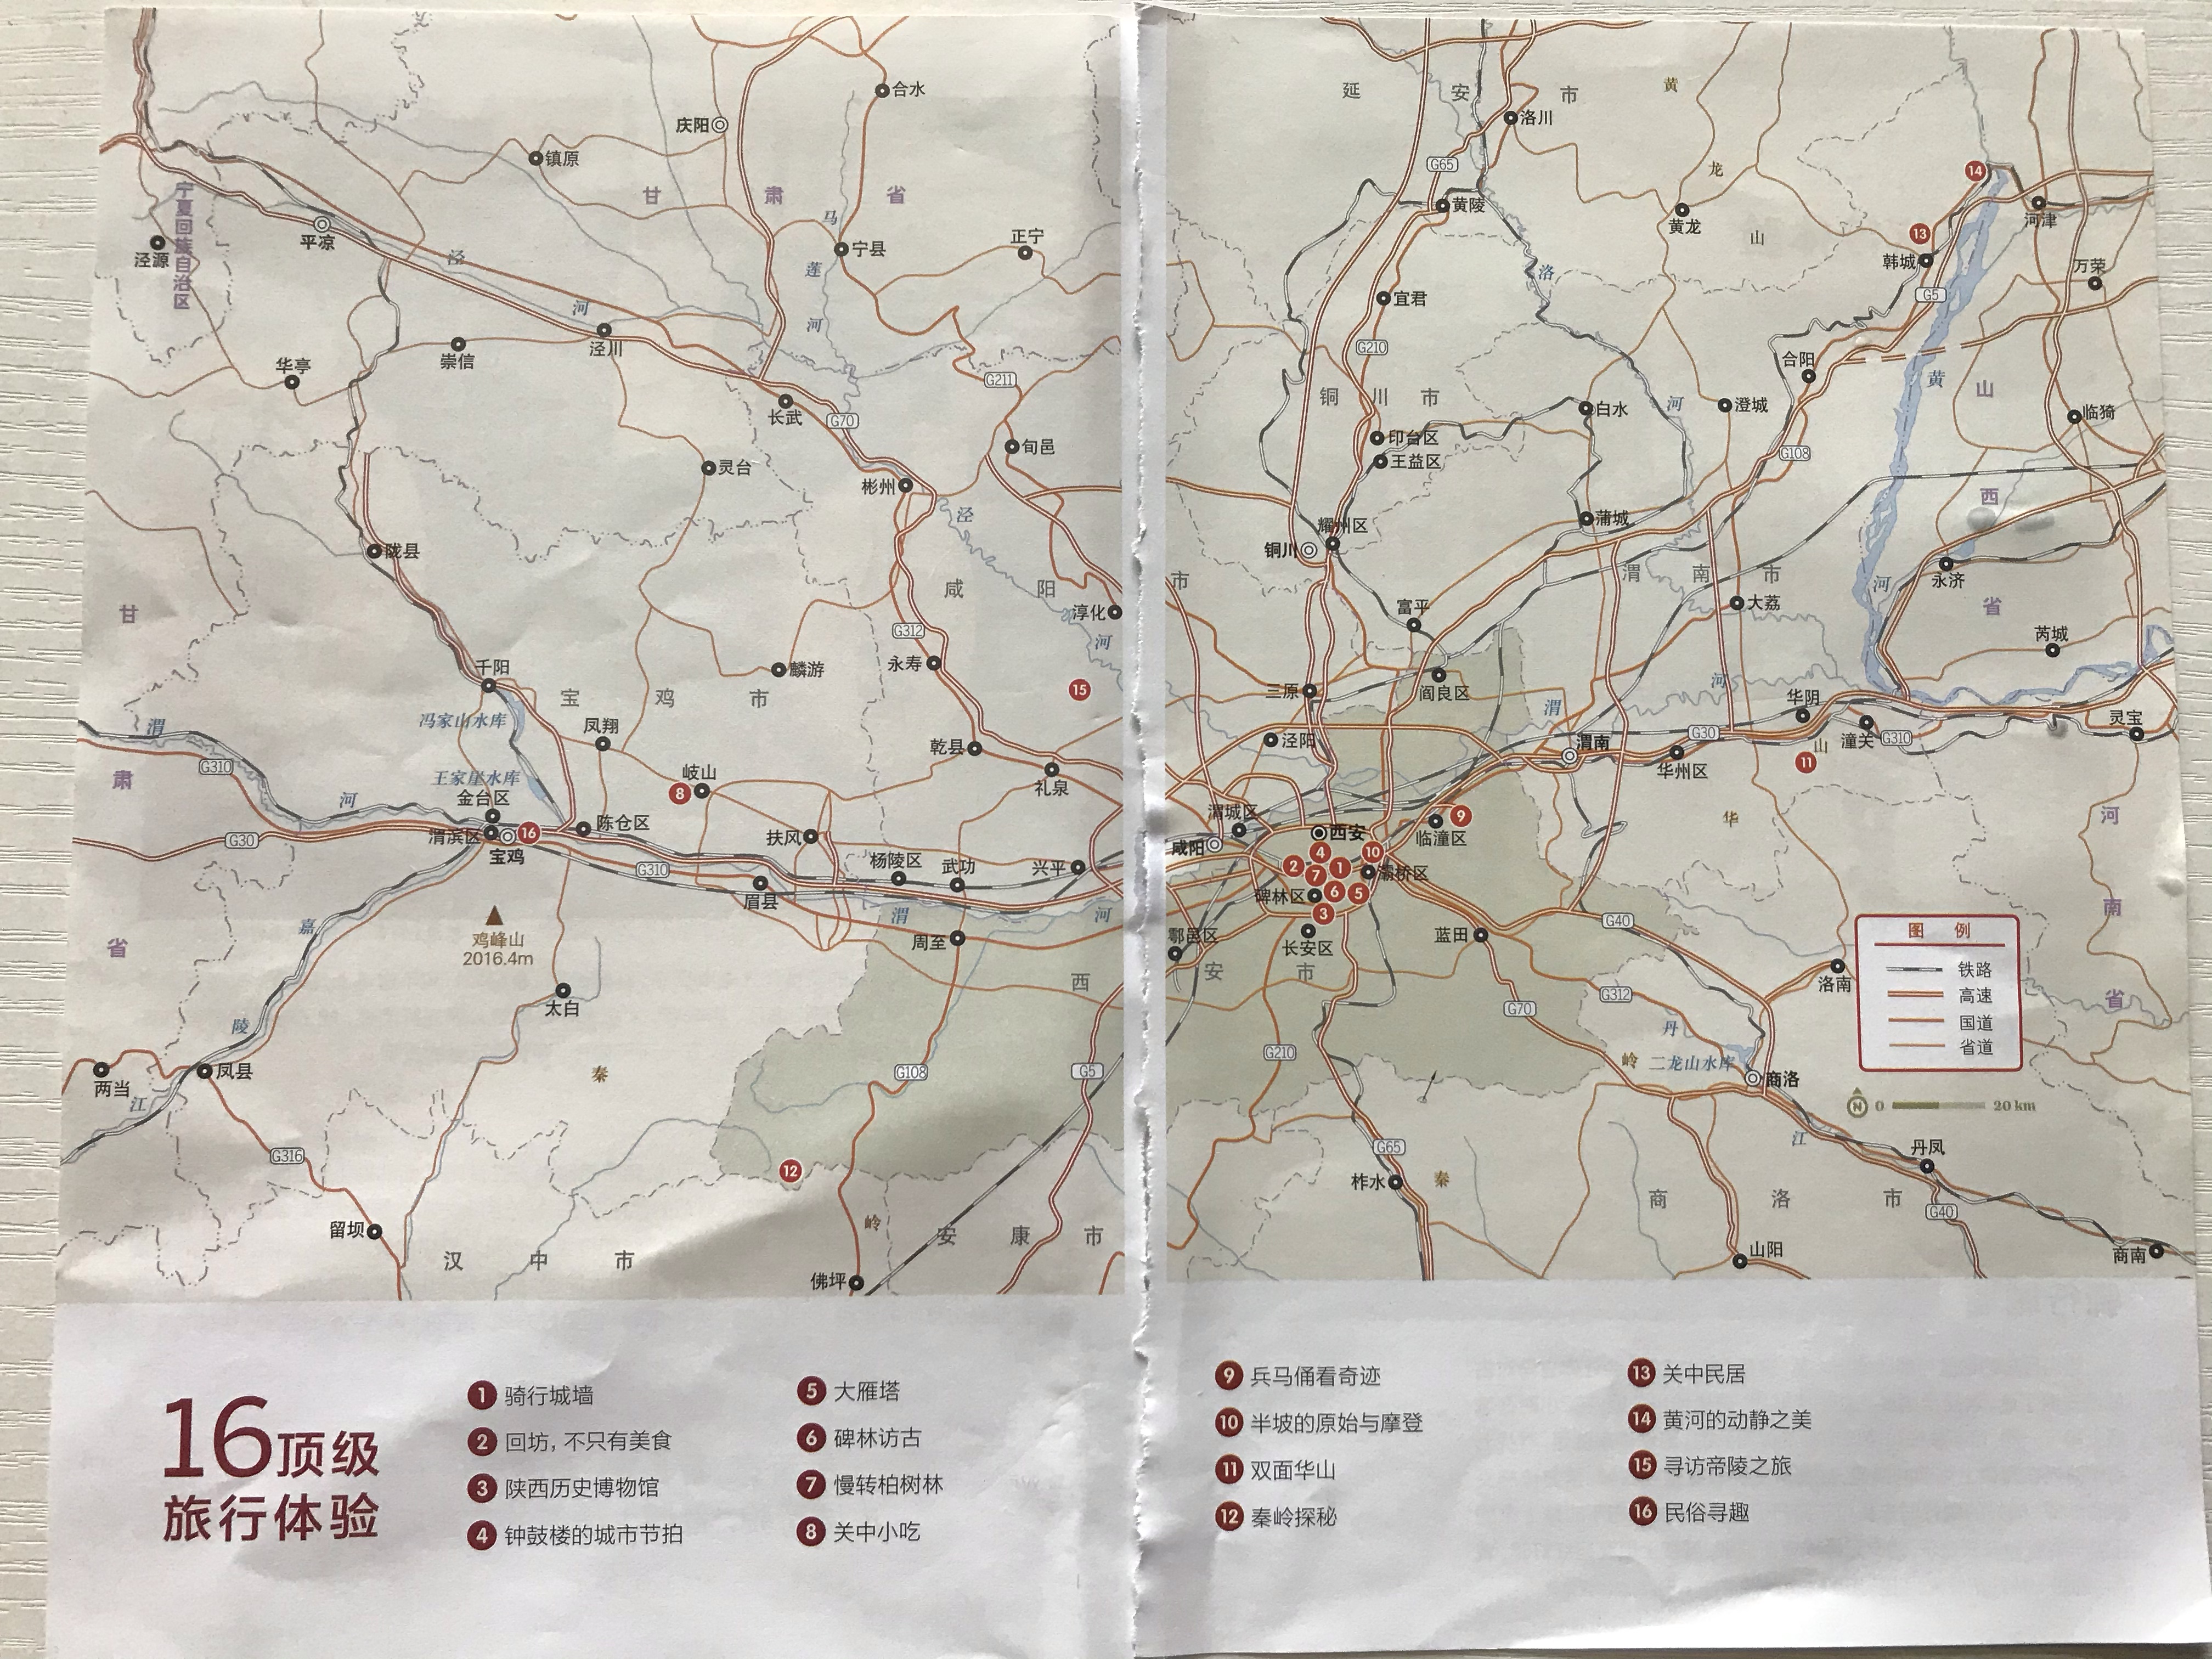 合水
庆阳
镇原
甘 肃 省
宁夏回族自治区
平凉
泾源
泾
河
马
莲
河
宁县
正宁
泾川
崇信
华亭
G211
长武
G70
旬邑
灵台
彬州
泾
河
陇县
咸 阳 市
淳化
甘
肃
省
G312
永寿
麟游
千阳
宝 鸡 市
15
冯家山水库
凤翔
渭
河
G310
乾县
王家崖水库
岐山
8
礼泉
金台区
渭滨区
16
宝鸡
陈仓区
G30
G310
扶风
杨陵区
武功
兴平
眉县
渭
河
周至
嘉
陵
江
鸡峰山
2016.4m
太白
西 安 市
两当
凤县
秦
岭
G108
G5
G316
12
留坝
汉 中 市
佛坪
安 康 市
延 安 市
洛川
黄
龙
山
G65
黄陵
黄龙
14
河津
13
韩城
万荣
洛
河
宜君
G5
G210
合阳
黄
河
山
西
省
铜 川 市
白水
澄城
临猗
印台区
王益区
G108
蒲城
耀州区
铜川
渭 南 市
永济
富平
大荔
芮城
三原
阎良区
渭
河
华阴
灵宝
泾阳
渭南
G30
潼关
G310
华州区
山
11
华
河
南
省
渭城区
西安
临潼区
9
咸阳
4
10
2
1
7
灞桥区
碑林区
6
5
3
鄠邑区
长安区
蓝田
G40
图 例
铁路
高速
国道
省道
洛南
G312
G70
丹
江
岭
二龙山水库
商洛
G210
0
20 km
N
G65
丹凤
柞水
秦
商 洛 市
G40
山阳
商南
16顶级
旅行体验
1 骑行城墙
2 回坊，不只有美食
3 陕西历史博物馆
4 钟鼓楼的城市节拍
5 大雁塔
6 碑林访古
7 慢转柏树林
8 关中小吃
9 兵马俑看奇迹
10 半坡的原始与摩登
11 双面华山
12 秦岭探秘
13 关中民居
14 黄河的动静之美
15 寻访帝陵之旅
16 民俗寻趣